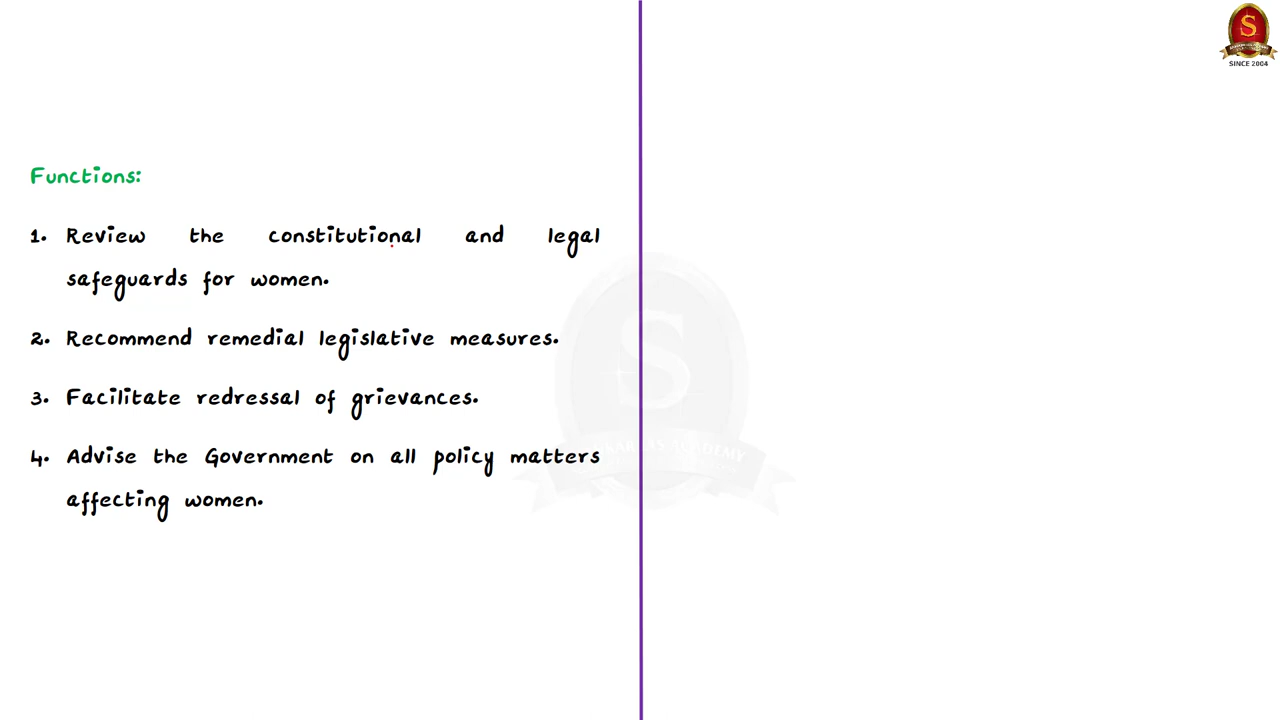 SINCE 2004
Functions:
1. Review the constitutional and legal
safeguards for women.
2. Recommend remedial legislative measures.
3. Facilitate redressal of grievances.
4. Advise the Government on all policy matters
affecting women.